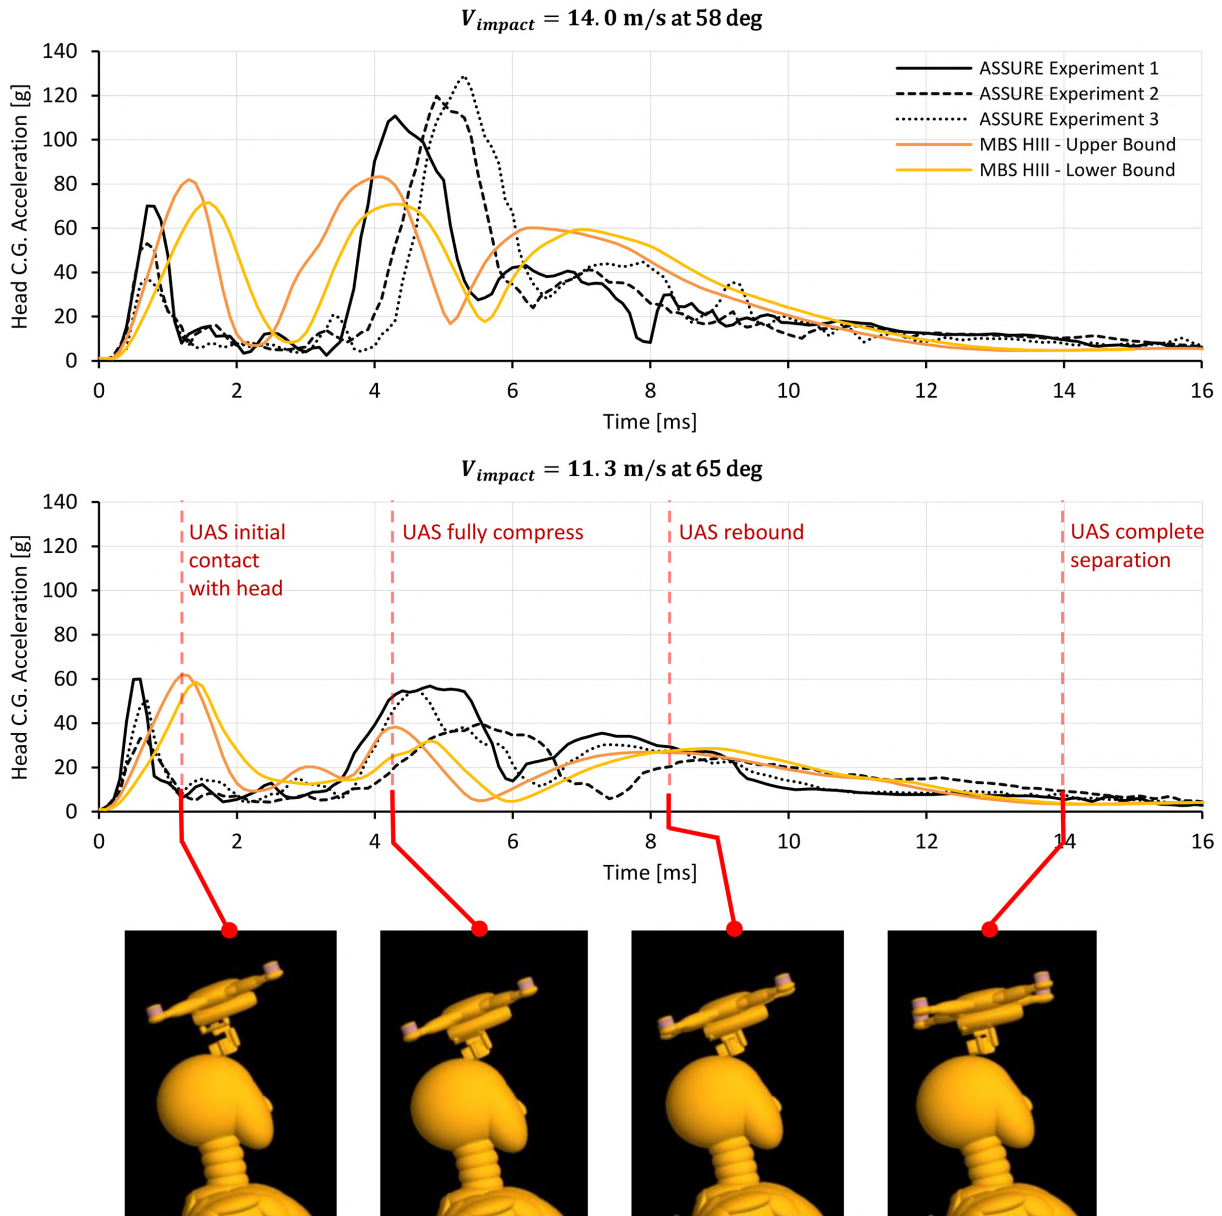 V_impact = 14.0 m/s at 58 deg
Head C.G. Acceleration [g]
140
120
100
80
60
40
20
0
ASSURE Experiment 1
ASSURE Experiment 2
ASSURE Experiment 3
MBS HIII - Upper Bound
MBS HIII - Lower Bound
0 2 4 6 8 10 12 14 16
Time [ms]
V_impact = 11.3 m/s at 65 deg
Head C.G. Acceleration [g]
140
120
100
80
60
40
20
0
UAS initial
contact
with head
UAS fully compress
UAS rebound
UAS complete
separation
0 2 4 6 8 10 12 14 16
Time [ms]